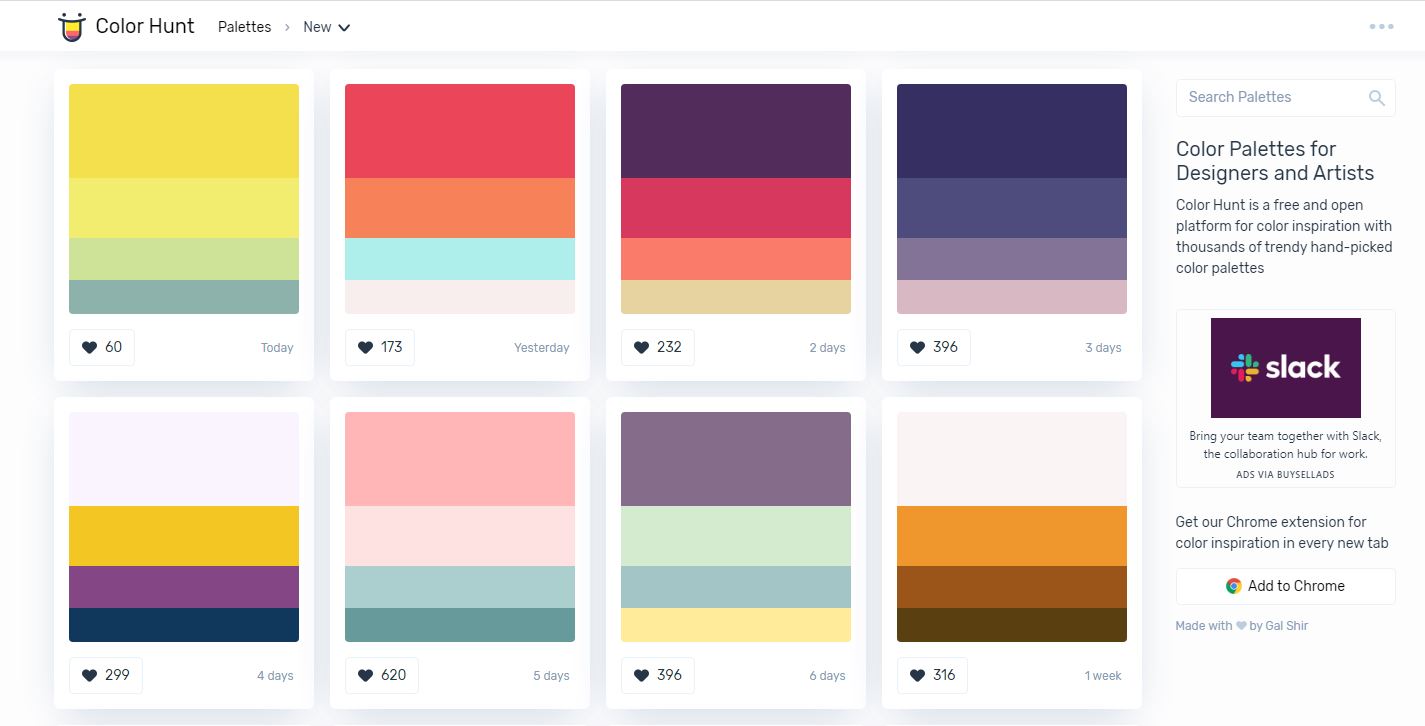 Color Hunt
Palettes › New
Search Palettes
Color Palettes for
Designers and Artists
Color Hunt is a free and open
platform for color inspiration with
thousands of trendy hand-picked
color palettes
60 Today
173 Yesterday
232 2 days
396 3 days
slack
Bring your team together with Slack,
the collaboration hub for work.
ADS VIA BUYSELLADS
Get our Chrome extension for
color inspiration in every new tab
Add to Chrome
Made with ♥ by Gal Shir
299 4 days
620 5 days
396 6 days
316 1 week